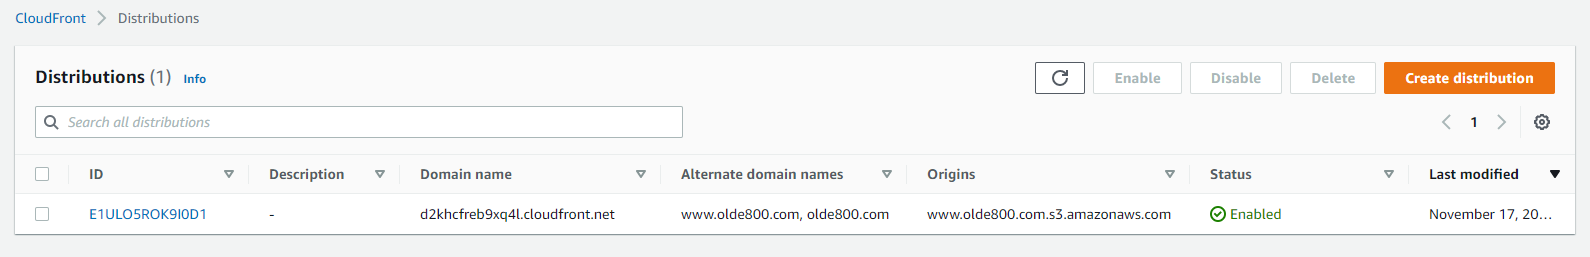 CloudFront > Distributions
Distributions (1) Info
Enable Disable Delete Create distribution
Search all distributions
1
ID Description Domain name Alternate domain names Origins Status Last modified
E1ULO5ROK9I0D1 - d2khcfreb9xq4l.cloudfront.net www.olde800.com, olde800.com www.olde800.com.s3.amazonaws.com Enabled November 17, 20...